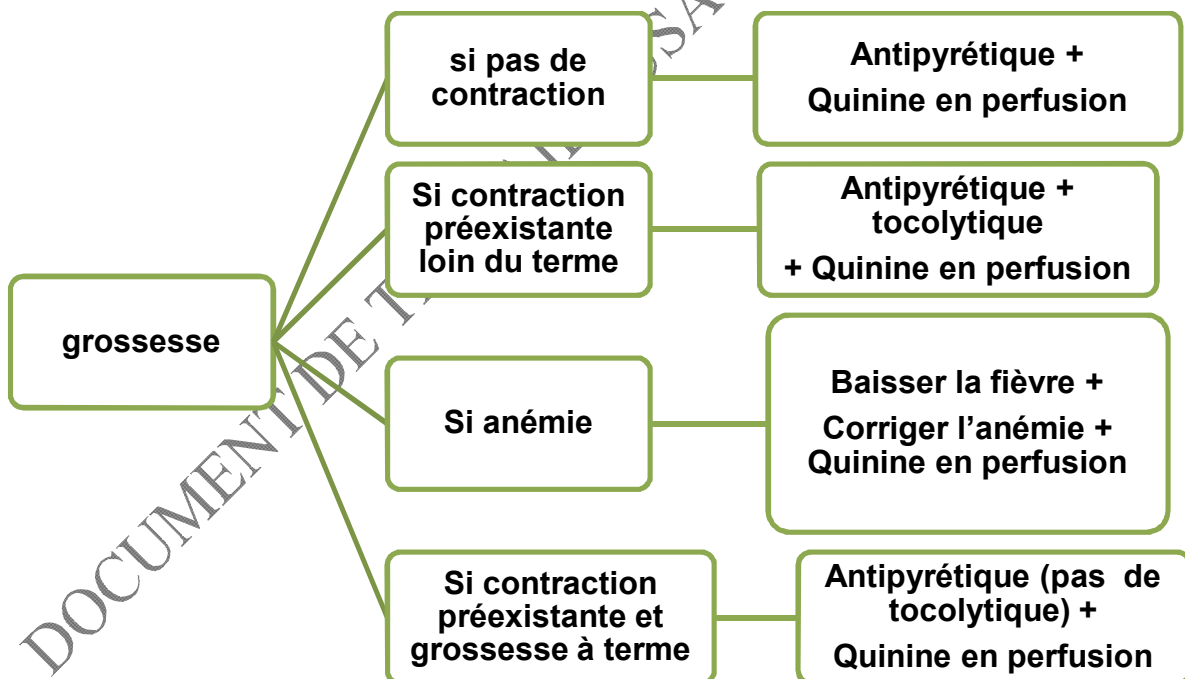 si pas de
contraction
Antipyrétique +
Quinine en perfusion
Si contraction
préexistante
loin du terme
Antipyrétique +
tocolytique
+ Quinine en perfusion
grossesse
Si anémie
Baisser la fièvre +
Corriger l’anémie +
Quinine en perfusion
Si contraction
préexistante et
grossesse à terme
Antipyrétique (pas de
tocolytique) +
Quinine en perfusion
DOCUMENT DE